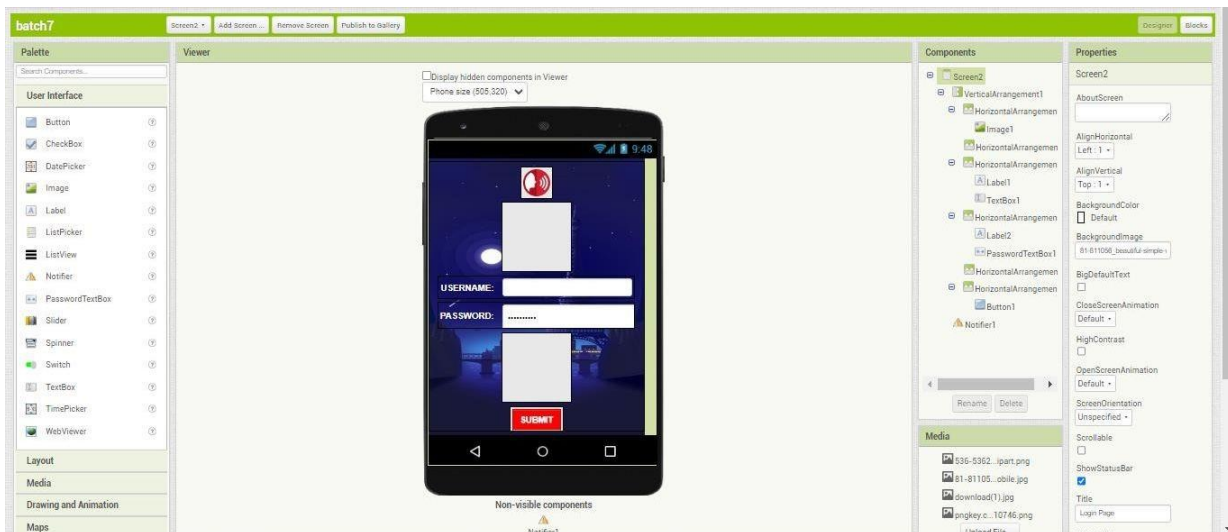 batch7
Screen2
Add Screen ...
Remove Screen
Publish to Gallery
Designer
Blocks
Palette
Search Components...
User Interface
Button
CheckBox
DatePicker
Image
Label
ListPicker
ListView
Notifier
PasswordTextBox
Slider
Spinner
Switch
TextBox
TimePicker
WebViewer
Layout
Media
Drawing and Animation
Maps
Viewer
Display hidden components in Viewer
Phone size (505,320)
9:48
USERNAME:
PASSWORD: ..........
SUBMIT
Non-visible components
Notifier1
Components
Screen2
VerticalArrangement1
HorizontalArrangemen
Image1
HorizontalArrangemen
HorizontalArrangemen
Label1
TextBox1
HorizontalArrangemen
Label2
PasswordTextBox1
HorizontalArrangemen
HorizontalArrangemen
Button1
Notifier1
Rename
Delete
Media
536-5362...ipart.png
81-81105...obile.jpg
download(1).jpg
pngkey.c...10746.png
Upload File ...
Properties
Screen2
AboutScreen
AlignHorizontal
Left : 1
AlignVertical
Top : 1
BackgroundColor
Default
BackgroundImage
BigDefaultText
CloseScreenAnimation
Default
HighContrast
OpenScreenAnimation
Default
ScreenOrientation
Unspecified
Scrollable
ShowStatusBar
Title
Login Page